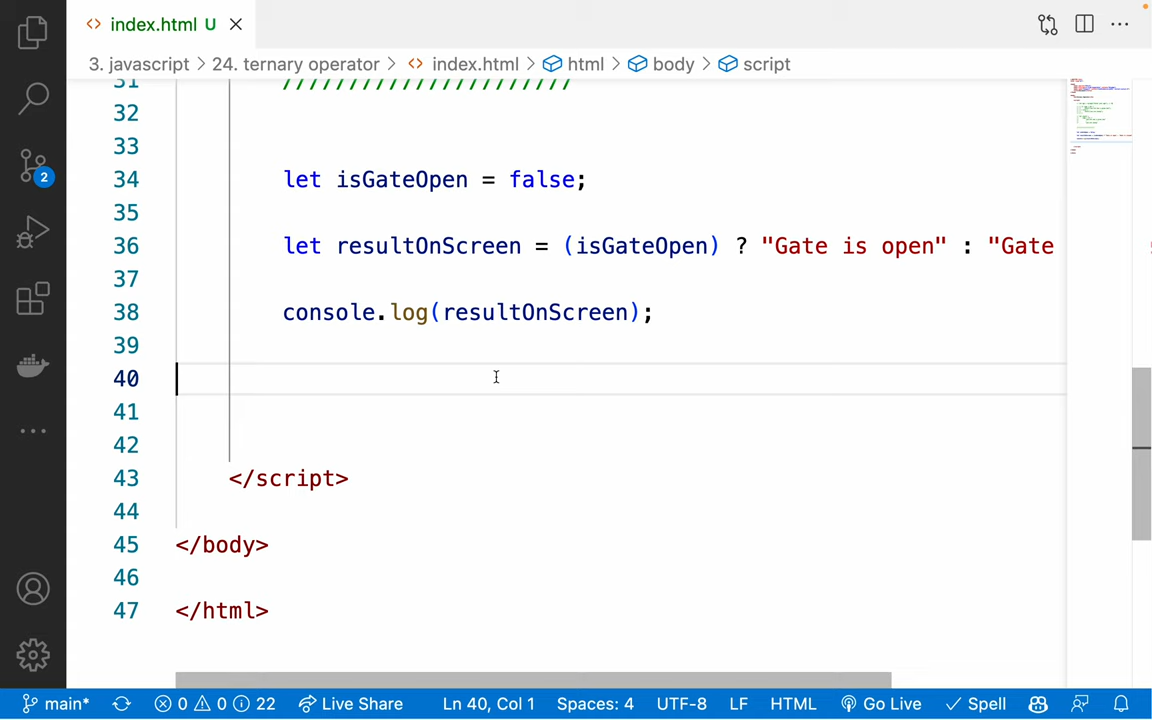 index.html U
3. javascript > 24. ternary operator > index.html > html > body > script
31 /////////////////////
32
33
34 let isGateOpen = false;
35
36 let resultOnScreen = (isGateOpen) ? "Gate is open" : "Gate
37
38 console.log(resultOnScreen);
39
40
41
42
43 </script>
44
45 </body>
46
47 </html>
2
main* 0 0 22 Live Share Ln 40, Col 1 Spaces: 4 UTF-8 LF HTML Go Live Spell